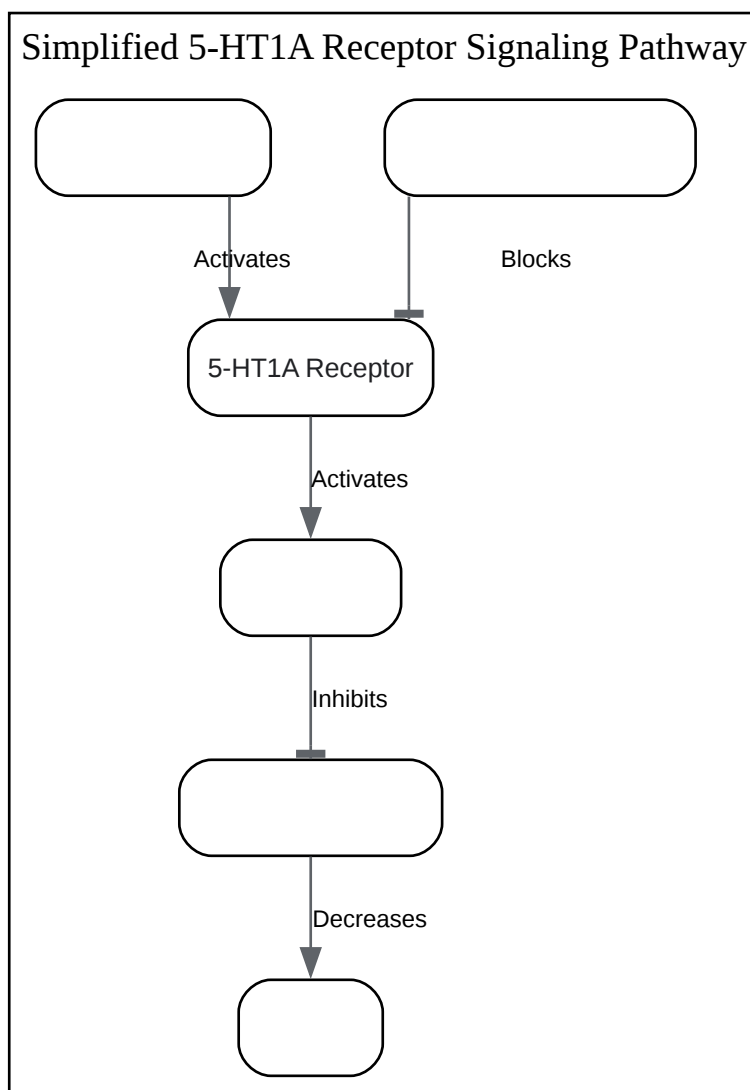 Simplified 5-HT1A Receptor Signaling Pathway
Activates
Blocks
5-HT1A Receptor
Activates
Inhibits
Decreases